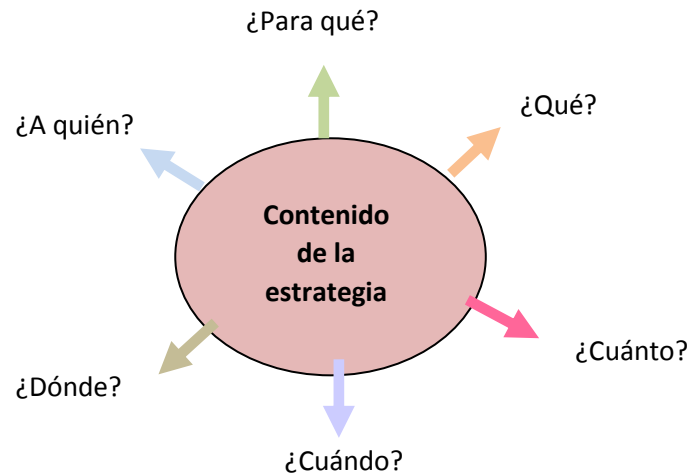 ¿Para qué?
¿Qué?
¿A quién?
Contenido
de la
estrategia
¿Cuánto?
¿Dónde?
¿Cuándo?